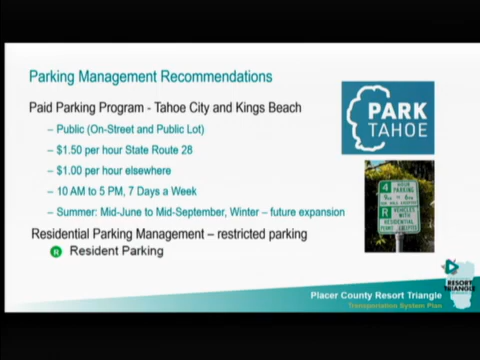 Parking Management Recommendations
Paid Parking Program - Tahoe City and Kings Beach
– Public (On-Street and Public Lot)
– $1.50 per hour State Route 28
– $1.00 per hour elsewhere
– 10 AM to 5 PM, 7 Days a Week
– Summer: Mid-June to Mid-September, Winter – future expansion
Residential Parking Management – restricted parking
R Resident Parking
PARK
TAHOE
4 HOUR
PARKING
R VEHICLES
WITH
RESIDENTIAL
Placer County Resort Triangle
Transportation System Plan
RESORT
TRIANGLE